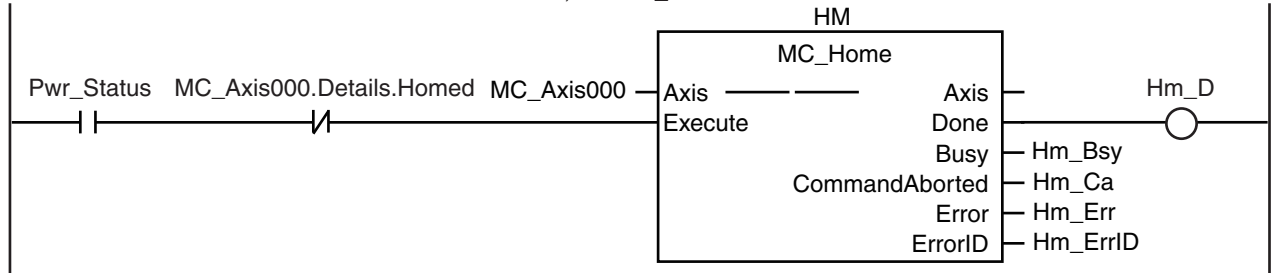 HM
MC_Home
Pwr_Status MC_Axis000.Details.Homed MC_Axis000 Axis Axis Hm_D
Execute Done
Busy Hm_Bsy
CommandAborted Hm_Ca
Error Hm_Err
ErrorID Hm_ErrID